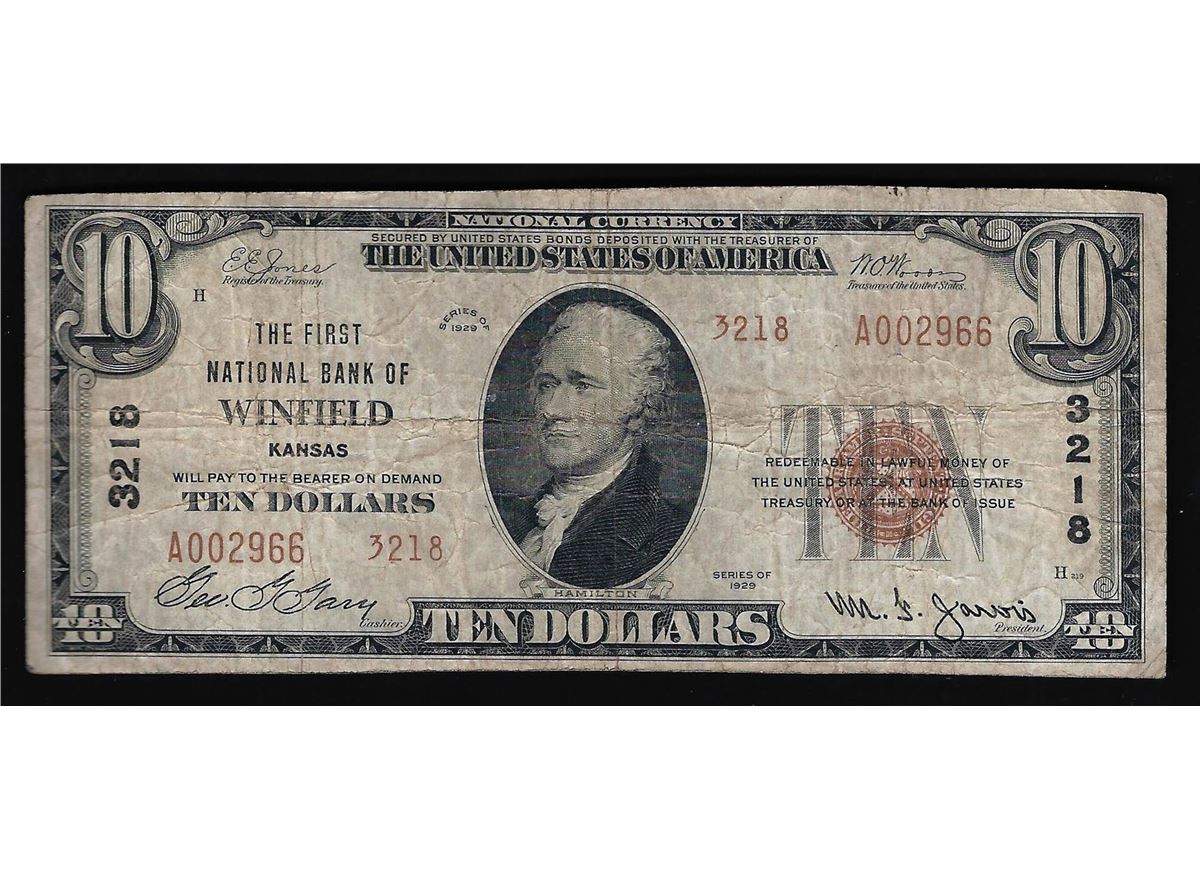 NATIONAL CURRENCY
SECURED BY UNITED STATES BONDS DEPOSITED WITH THE TREASURER OF
THE UNITED STATES OF AMERICA
10
10
E E Jones
Register of the Treasury.
W.O. Woods
Treasurer of the United States.
H
SERIES OF
1929
3218 A002966
THE FIRST
NATIONAL BANK OF
WINFIELD
KANSAS
WILL PAY TO THE BEARER ON DEMAND
TEN DOLLARS
A002966 3218
3218
3218
TEN
REDEEMABLE IN LAWFUL MONEY OF
THE UNITED STATES, AT UNITED STATES
TREASURY, OR AT THE BANK OF ISSUE
SERIES OF
1929
H 219
HAMILTON
Cashier.
M. F. Jarvis
President.
10
TEN
TEN DOLLARS
10
TEN